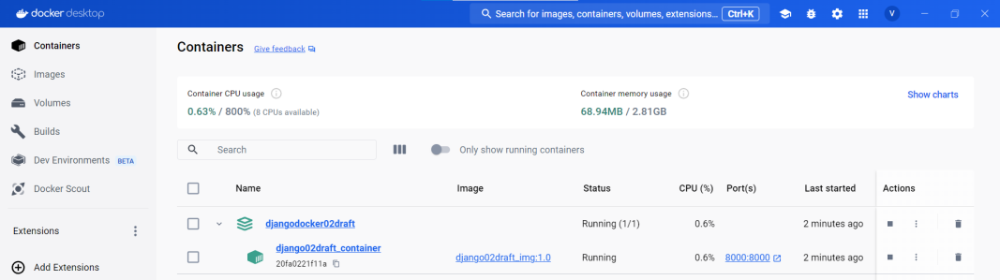 docker desktop
Search for images, containers, volumes, extensions... Ctrl+K
V
Containers
Images
Volumes
Builds
Dev Environments BETA
Docker Scout
Extensions
Add Extensions
Containers Give feedback
Container CPU usage
0.63% / 800% (8 CPUs available)
Container memory usage
68.94MB / 2.81GB
Show charts
Search
Only show running containers
Name Image Status CPU (%) Port(s) Last started Actions
djangodocker02draft Running (1/1) 0.6% 2 minutes ago
django02draft_container
20fa0221f11a
django02draft_img:1.0 Running 0.6% 8000:8000 2 minutes ago